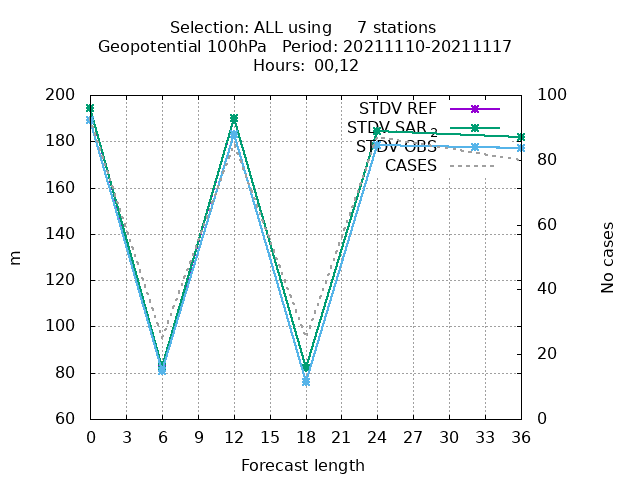 Selection: ALL using     7 stations
Geopotential 100hPa   Period: 20211110-20211117
Hours:  00,12
STDV REF
STDV SAR 2
STDV OBS
CASES
200
180
160
140
120
100
80
60
m
100
80
60
40
20
0
No cases
0 3 6 9 12 15 18 21 24 27 30 33 36
Forecast length